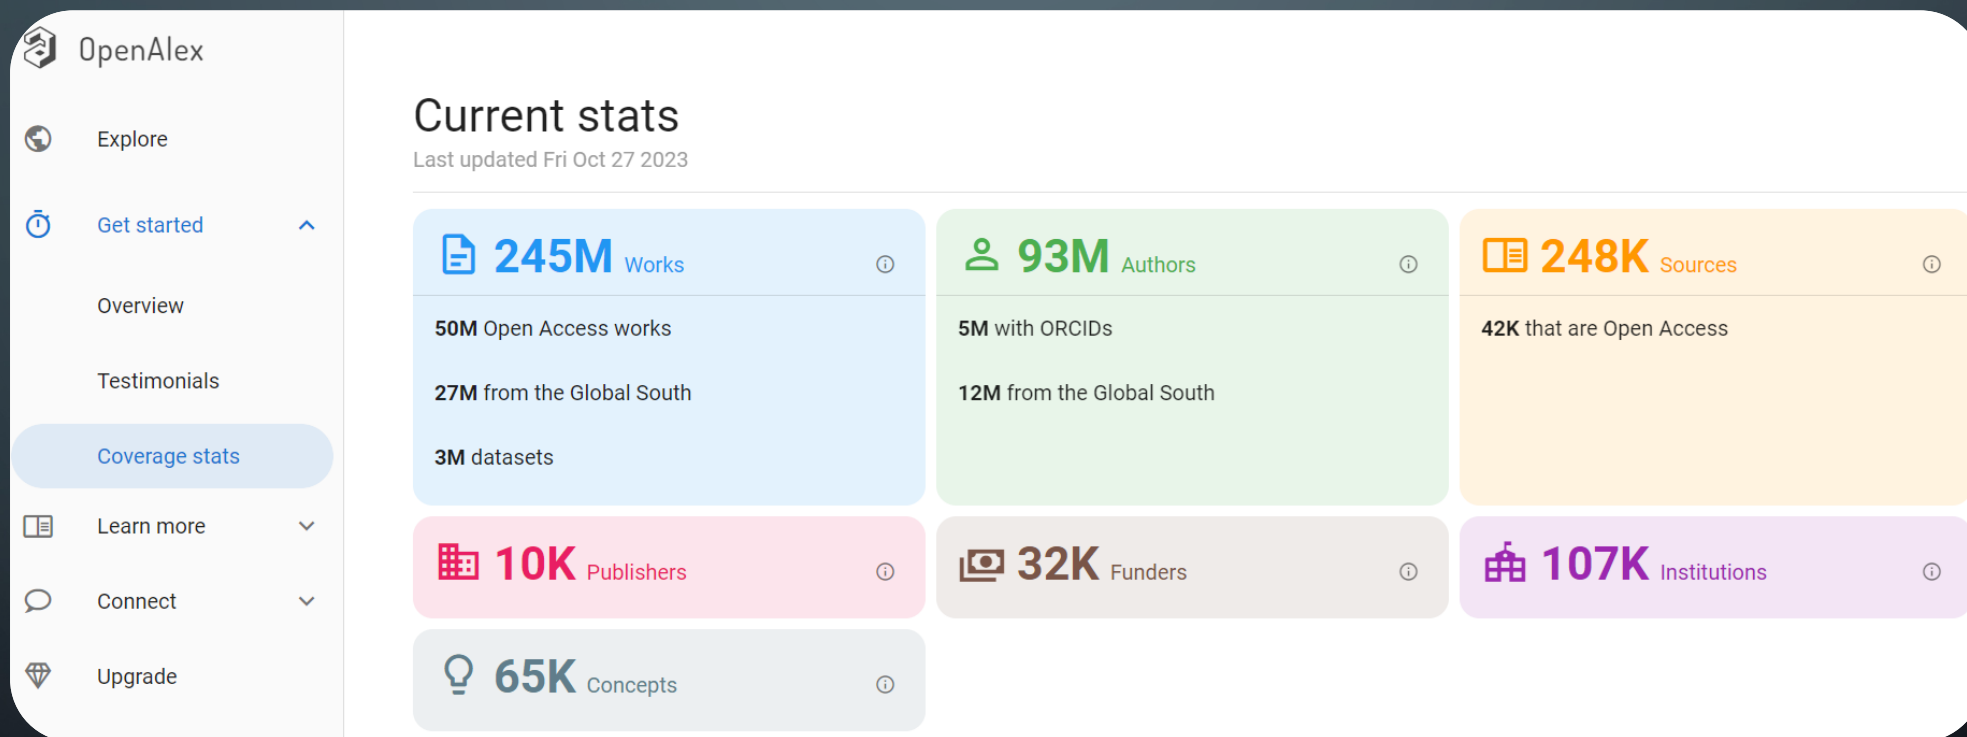 OpenAlex
Explore
Get started
Overview
Testimonials
Coverage stats
Learn more
Connect
Upgrade
Current stats
Last updated Fri Oct 27 2023
245M Works
50M Open Access works
27M from the Global South
3M datasets
93M Authors
5M with ORCIDs
12M from the Global South
248K Sources
42K that are Open Access
10K Publishers
32K Funders
107K Institutions
65K Concepts